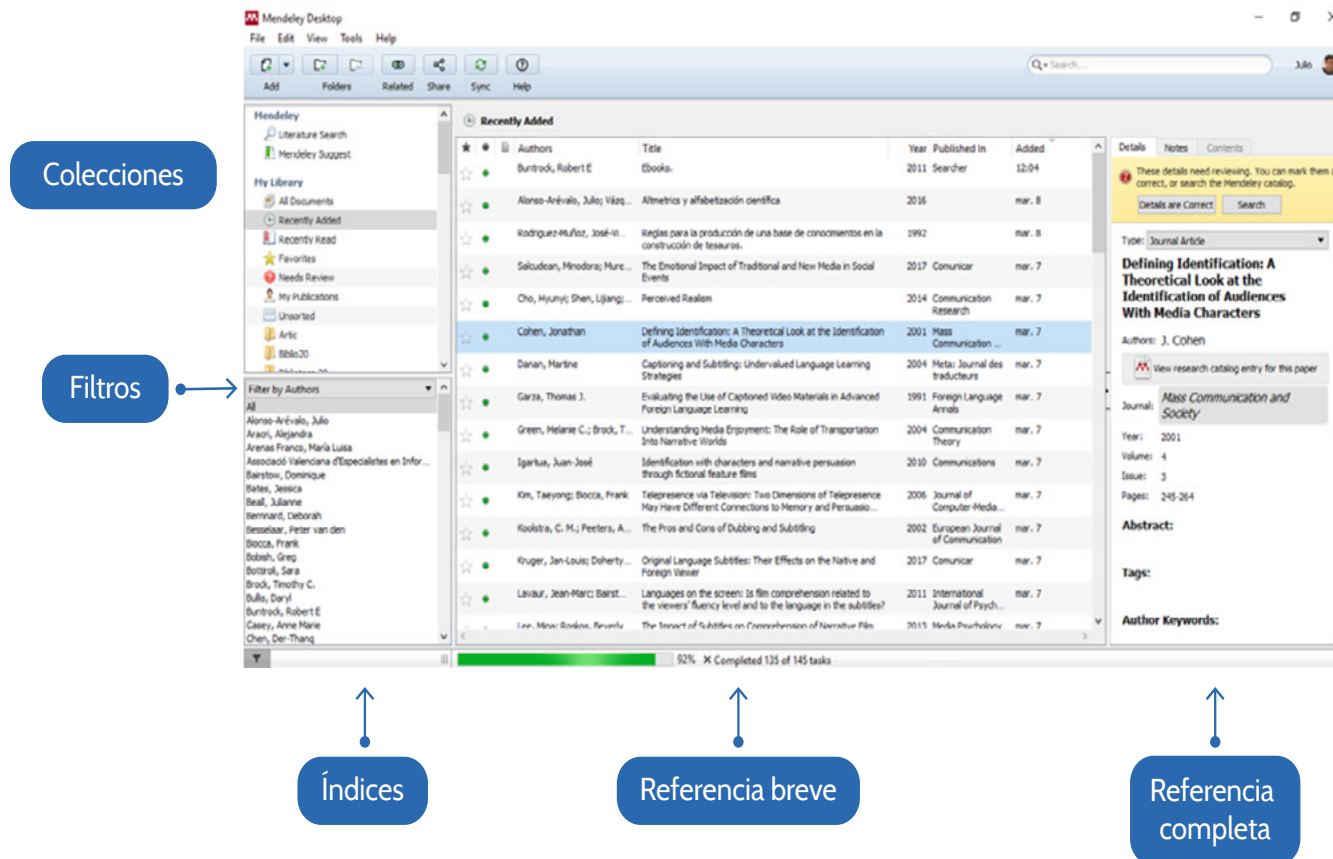 Mendeley Desktop
File Edit View Tools Help
Add Folders Related Share Sync Help
Search...
Julio
Colecciones
Filtros
Mendeley
Literature Search
Mendeley Suggest
My Library
All Documents
Recently Added
Recently Read
Favorites
Needs Review
My Publications
Unsorted
Artic
Biblio20
Filter by Authors
All
Alonso-Arévalo, Julio
Araori, Alejandra
Arenas Franco, María Luisa
Associació Valenciana d'Especialistes en Infor...
Bairstow, Dominique
Bates, Jessica
Beall, Julianne
Bernnard, Deborah
Besselaar, Peter van den
Biocca, Frank
Bobish, Greg
Bottroli, Sara
Brock, Timothy C.
Bullis, Daryl
Buntrock, Robert E
Casey, Anne Marie
Chen, Der-Thang
Recently Added
Authors Title Year Published In Added
Buntrock, Robert E Ebooks. 2011 Searcher 12:04
Alonso-Arévalo, Julio; Vázq... Altmetrics y alfabetización científica 2016 mar. 8
Rodriguez-Muñoz, José-Vi... Reglas para la producción de una base de conocimientos en la 1992 mar. 8
construcción de tesauros.
Salcudean, Minodora; Mure... The Emotional Impact of Traditional and New Media in Social 2017 Comunicar mar. 7
Events
Cho, Hyunyi; Shen, Lijiang;... Perceived Realism 2014 Communication mar. 7
Research
Cohen, Jonathan Defining Identification: A Theoretical Look at the Identification 2001 Mass mar. 7
of Audiences With Media Characters Communication ...
Danan, Martine Captioning and Subtitling: Undervalued Language Learning 2004 Meta: Journal des mar. 7
Strategies traducteurs
Garza, Thomas J. Evaluating the Use of Captioned Video Materials in Advanced 1991 Foreign Language mar. 7
Foreign Language Learning Annals
Green, Melanie C.; Brock, T... Understanding Media Enjoyment: The Role of Transportation 2004 Communication mar. 7
Into Narrative Worlds Theory
Igartua, Juan-José Identification with characters and narrative persuasion 2010 Communications mar. 7
through fictional feature films
Kim, Taeyong; Biocca, Frank Telepresence via Television: Two Dimensions of Telepresence 2006 Journal of mar. 7
May Have Different Connections to Memory and Persuasio... Computer-Media...
Koolstra, C. M.; Peeters, A... The Pros and Cons of Dubbing and Subtitling 2002 European Journal mar. 7
of Communication
Kruger, Jan-Louis; Doherty... Original Language Subtitles: Their Effects on the Native and 2017 Comunicar mar. 7
Foreign Viewer
Lavaur, Jean-Marc; Bairst... Languages on the screen: Is film comprehension related to 2011 International mar. 7
the viewers' fluency level and to the language in the subtitles? Journal of Psych...
Lee, Mina; Roskos, Beverly The Impact of Subtitles on Comprehension of Narrative Film 2013 Media Psychology mar. 7
92% Completed 135 of 145 tasks
Details Notes Contents
These details need reviewing. You can mark them a
correct, or search the Mendeley catalog.
Details are Correct Search
Type: Journal Article
Defining Identification: A
Theoretical Look at the
Identification of Audiences
With Media Characters
Authors: J. Cohen
View research catalog entry for this paper
Journal: Mass Communication and
Society
Year: 2001
Volume: 4
Issue: 3
Pages: 245-264
Abstract:
Tags:
Author Keywords:
Índices
Referencia breve
Referencia
completa